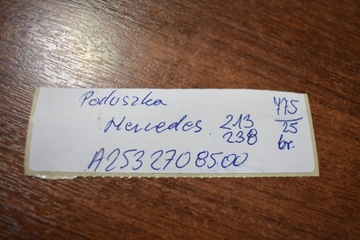 Poduszka
Mercedes 213
238
A2532708500
475
25
br.